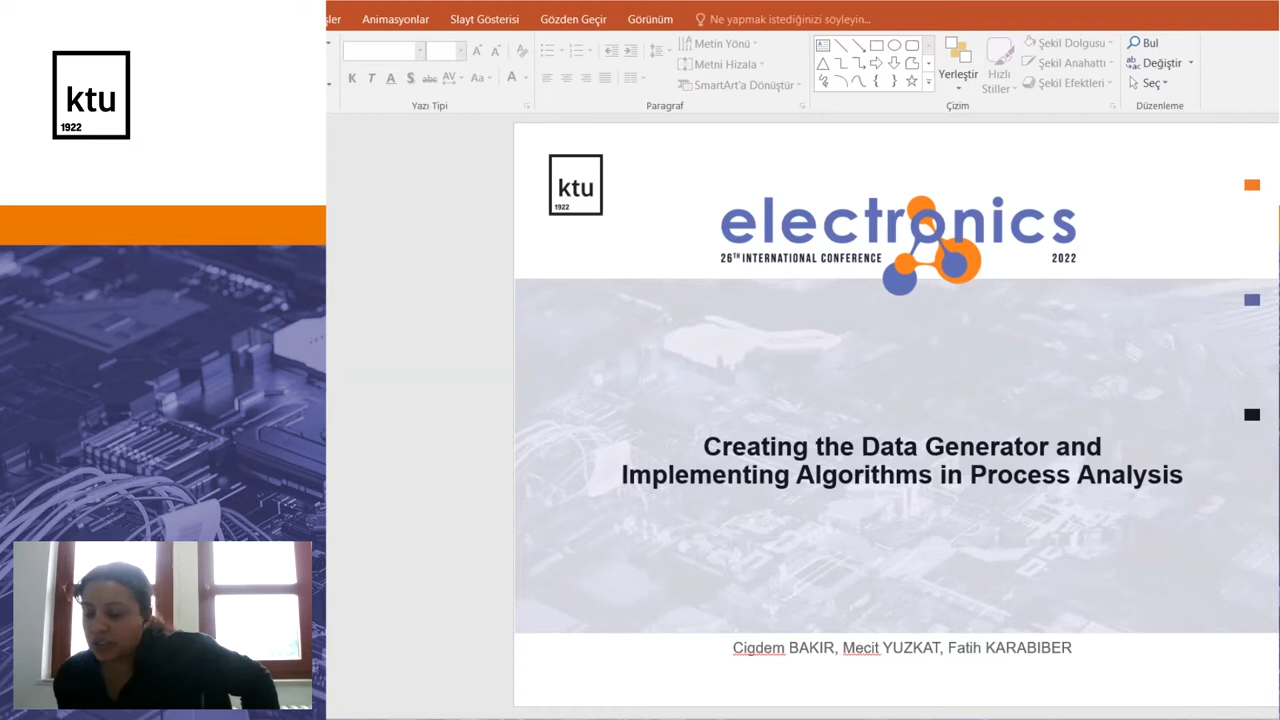 ktu
1922
Animasyonlar Slayt Gösterisi Gözden Geçir Görünüm Ne yapmak istediğinizi söyleyin...
K T A S abc AV Aa A
Metin Yönü
Metni Hizala
SmartArt'a Dönüştür
Yerleştir
Hızlı
Stiller
Şekil Dolgusu
Şekil Anahattı
Şekil Efektleri
Bul
Değiştir
Seç
Yazı Tipi Paragraf Çizim Düzenleme
ktu
1922
electronics
26TH INTERNATIONAL CONFERENCE 2022
Creating the Data Generator and
Implementing Algorithms in Process Analysis
Cigdem BAKIR, Mecit YUZKAT, Fatih KARABIBER